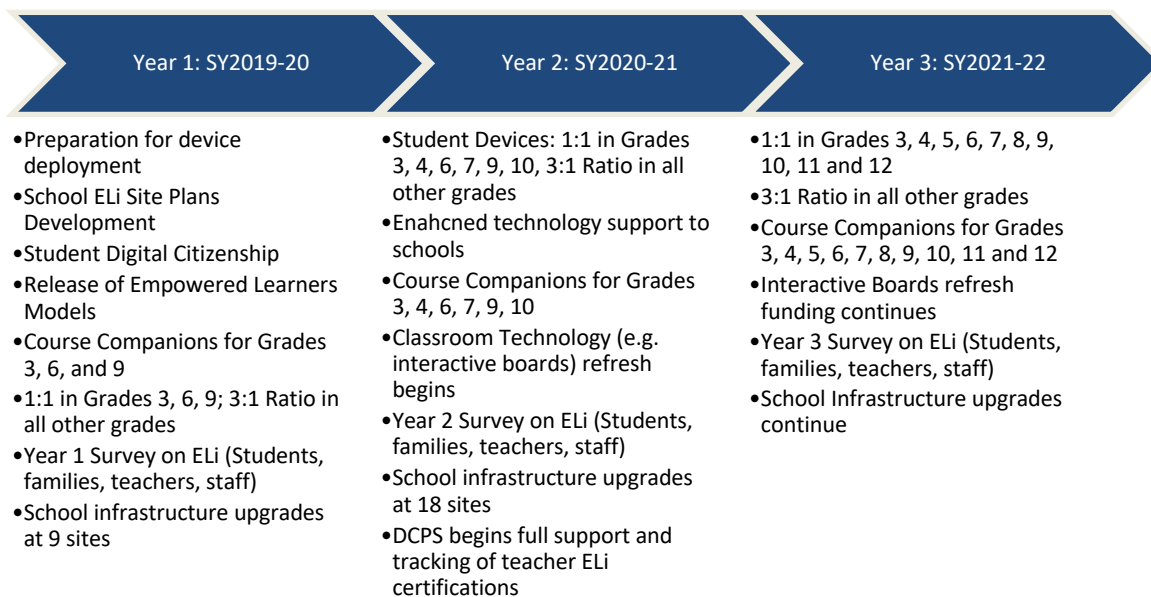 Year 1: SY2019-20
•Preparation for device
deployment
•School ELi Site Plans
Development
•Student Digital Citizenship
•Release of Empowered Learners
Models
•Course Companions for Grades
3, 6, and 9
•1:1 in Grades 3, 6, 9; 3:1 Ratio in
all other grades
•Year 1 Survey on ELi (Students,
families, teachers, staff)
•School infrastructure upgrades
at 9 sites
Year 2: SY2020-21
•Student Devices: 1:1 in Grades
3, 4, 6, 7, 9, 10, 3:1 Ratio in all
other grades
•Enahcned technology support to
schools
•Course Companions for Grades
3, 4, 6, 7, 9, 10
•Classroom Technology (e.g.
interactive boards) refresh
begins
•Year 2 Survey on ELi (Students,
families, teachers, staff)
•School infrastructure upgrades
at 18 sites
•DCPS begins full support and
tracking of teacher ELi
certifications
Year 3: SY2021-22
•1:1 in Grades 3, 4, 5, 6, 7, 8, 9,
10, 11 and 12
•3:1 Ratio in all other grades
•Course Companions for Grades
3, 4, 5, 6, 7, 8, 9, 10, 11 and 12
•Interactive Boards refresh
funding continues
•Year 3 Survey on ELi (Students,
families, teachers, staff)
•School Infrastructure upgrades
continue